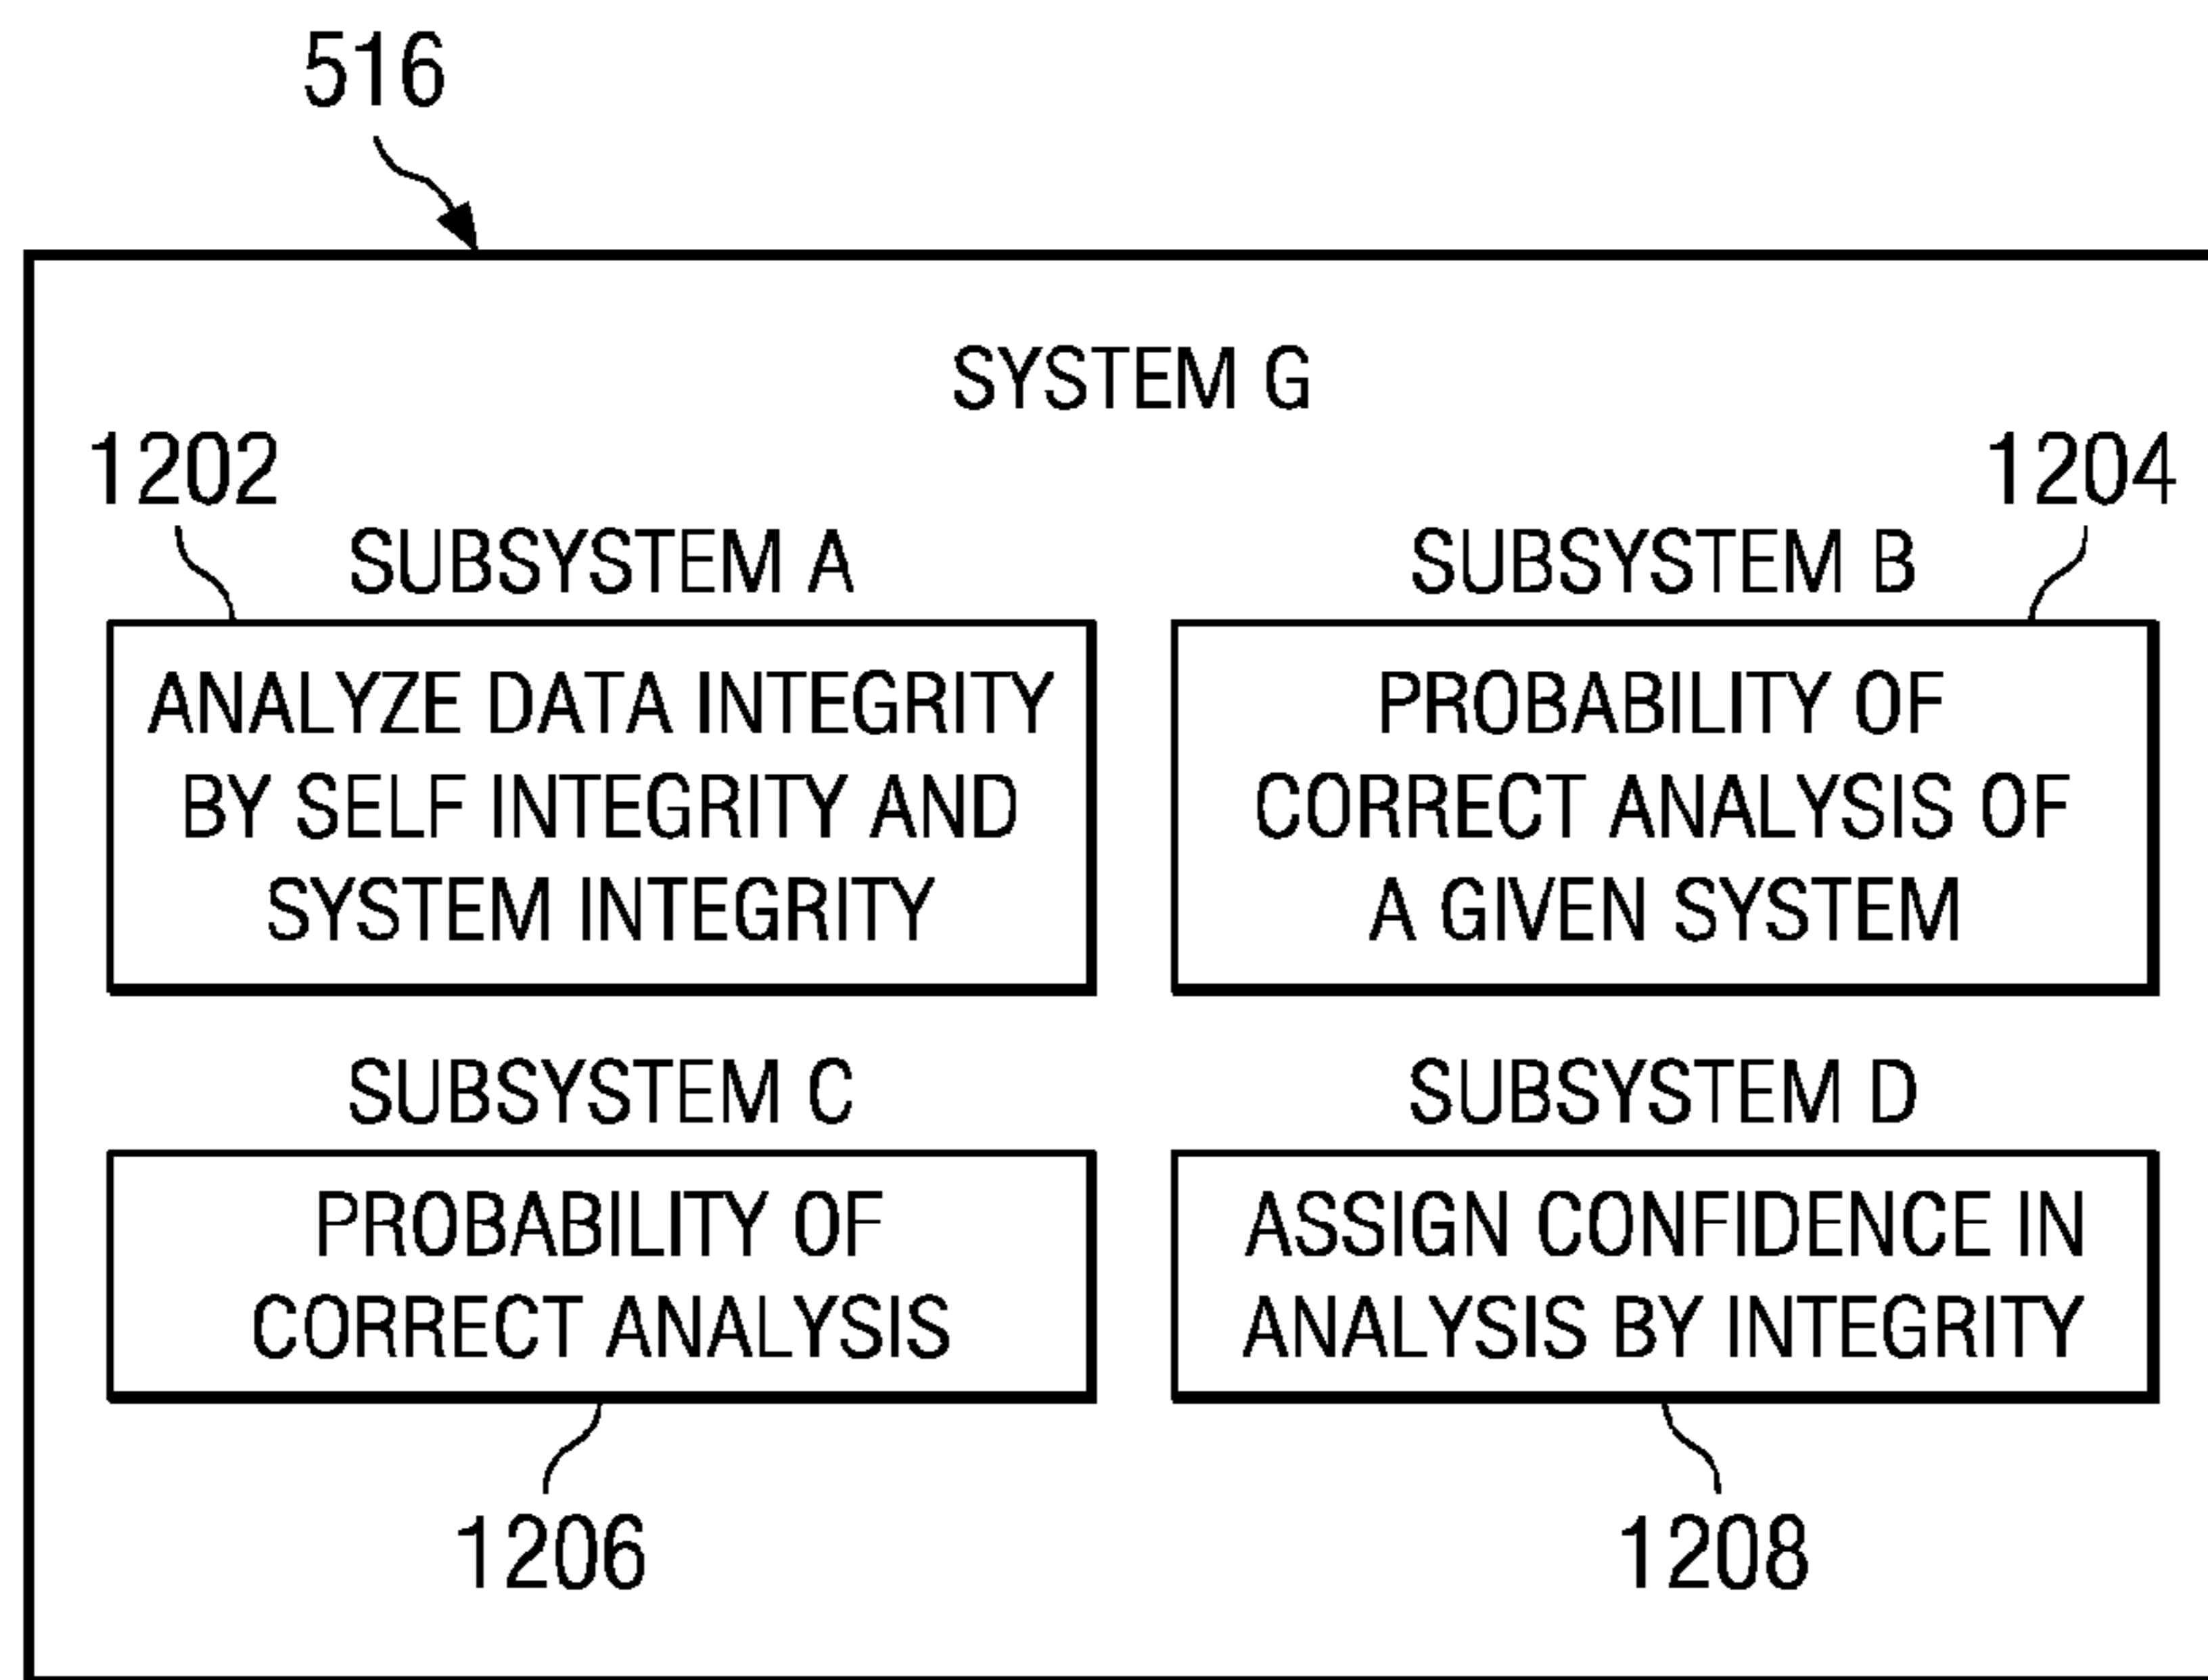 516
SYSTEM G
1202
1204
SUBSYSTEM A
ANALYZE DATA INTEGRITY
BY SELF INTEGRITY AND
SYSTEM INTEGRITY
SUBSYSTEM B
PROBABILITY OF
CORRECT ANALYSIS OF
A GIVEN SYSTEM
SUBSYSTEM C
PROBABILITY OF
CORRECT ANALYSIS
SUBSYSTEM D
ASSIGN CONFIDENCE IN
ANALYSIS BY INTEGRITY
1206
1208